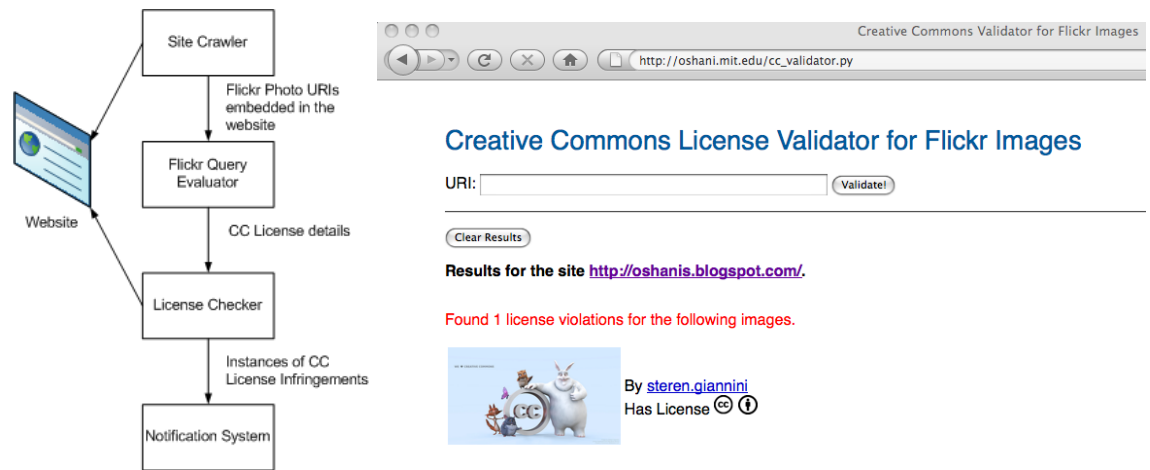 Site Crawler
Flickr Photo URIs
embedded in the
website
Flickr Query
Evaluator
Website
CC License details
License Checker
Instances of CC
License Infringements
Notification System
Creative Commons Validator for Flickr Images
http://oshani.mit.edu/cc_validator.py
Creative Commons License Validator for Flickr Images
URI:
Validate!
Clear Results
Results for the site http://oshanis.blogspot.com/.
Found 1 license violations for the following images.
CC
By steren.giannini
Has License cc